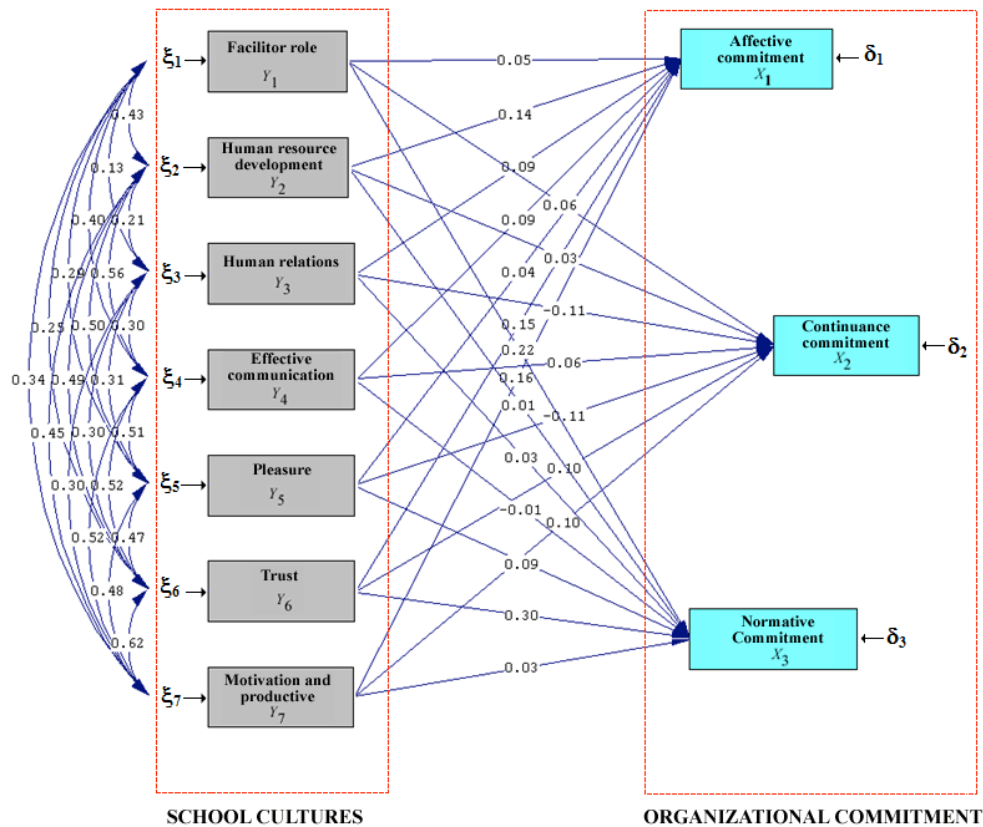 ξ1
Facilitor role
Y1
0.05
Affective
commitment
X1
δ1
0.43
0.14
ξ2
Human resource
development
Y2
0.13
0.09
0.06
0.40
0.21
0.09
ξ3
Human relations
Y3
0.03
0.29
0.56
0.04
-0.11
0.25
0.50
0.30
0.15
Continuance
commitment
X2
δ2
0.22
0.06
ξ4
Effective
communication
Y4
0.34
0.49
0.31
0.16
0.01
-0.11
0.45
0.30
0.51
0.03
0.10
ξ5
Pleasure
Y5
0.30
0.52
-0.01
0.10
0.52
0.47
0.09
ξ6
Trust
Y6
0.48
0.30
Normative
Commitment
X3
δ3
0.62
0.03
ξ7
Motivation and
productive
Y7
SCHOOL CULTURES
ORGANIZATIONAL COMMITMENT